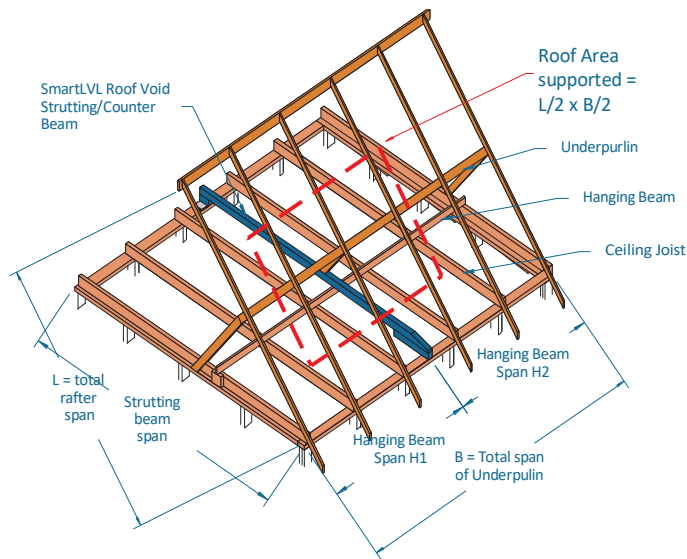 SmartLVL Roof Void
Strutting/Counter
Beam
Roof Area
supported =
L/2 x B/2
Underpurlin
Hanging Beam
Ceiling Joist
L = total
rafter
span
Strutting
beam
span
Hanging Beam
Span H1
Hanging Beam
Span H2
B = Total span
of Underpulin